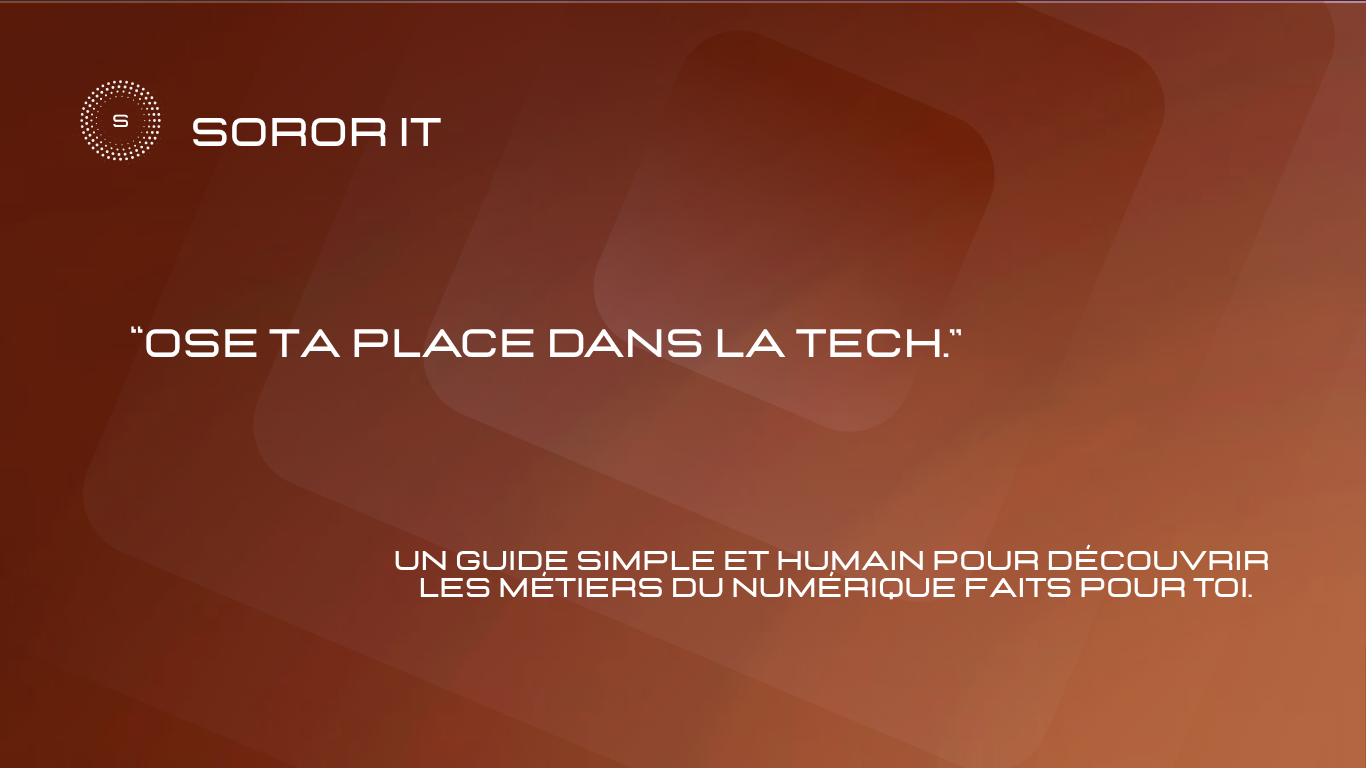 S
SOROR IT
“OSE TA PLACE DANS LA TECH.”
UN GUIDE SIMPLE ET HUMAIN POUR DÉCOUVRIR
LES MÉTIERS DU NUMÉRIQUE FAITS POUR TOI.